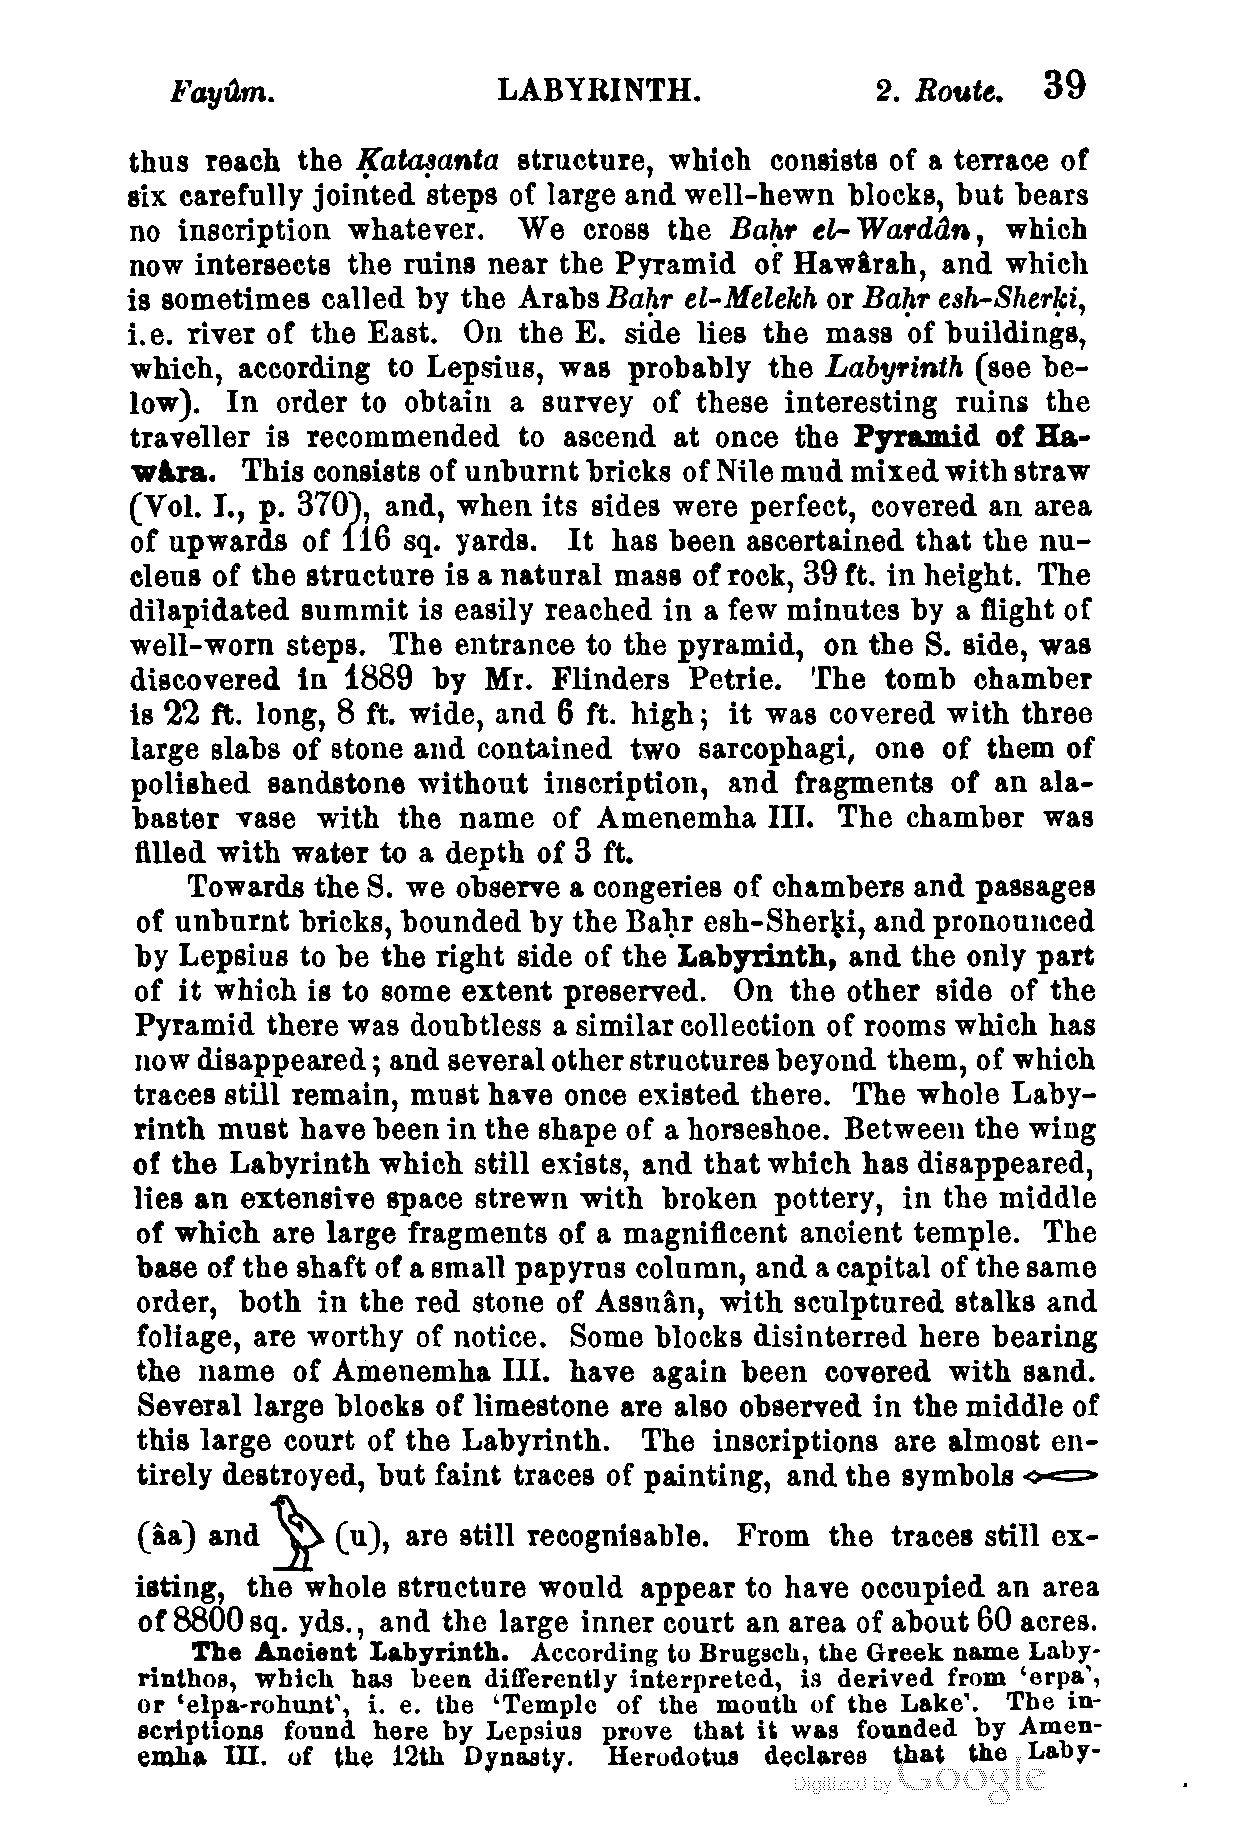 Fayûm. LABYRINTH. 2. Route. 39
thus reach the Ḳataṣanta structure, which consists of a terrace of
six carefully jointed steps of large and well-hewn blocks, but bears
no inscription whatever. We cross the Baḥr el-Wardân, which
now intersects the ruins near the Pyramid of Hawârah, and which
is sometimes called by the Arabs Baḥr el-Melekh or Baḥr esh-Sherḳi,
i.e. river of the East. On the E. side lies the mass of buildings,
which, according to Lepsius, was probably the Labyrinth (see be-
low). In order to obtain a survey of these interesting ruins the
traveller is recommended to ascend at once the Pyramid of Ha-
wâra. This consists of unburnt bricks of Nile mud mixed with straw
(Vol. I., p. 370), and, when its sides were perfect, covered an area
of upwards of 116 sq. yards. It has been ascertained that the nu-
cleus of the structure is a natural mass of rock, 39 ft. in height. The
dilapidated summit is easily reached in a few minutes by a flight of
well-worn steps. The entrance to the pyramid, on the S. side, was
discovered in 1889 by Mr. Flinders Petrie. The tomb chamber
is 22 ft. long, 8 ft. wide, and 6 ft. high; it was covered with three
large slabs of stone and contained two sarcophagi, one of them of
polished sandstone without inscription, and fragments of an ala-
baster vase with the name of Amenemha III. The chamber was
filled with water to a depth of 3 ft.
Towards the S. we observe a congeries of chambers and passages
of unburnt bricks, bounded by the Baḥr esh-Sherḳi, and pronounced
by Lepsius to be the right side of the Labyrinth, and the only part
of it which is to some extent preserved. On the other side of the
Pyramid there was doubtless a similar collection of rooms which has
now disappeared; and several other structures beyond them, of which
traces still remain, must have once existed there. The whole Laby-
rinth must have been in the shape of a horseshoe. Between the wing
of the Labyrinth which still exists, and that which has disappeared,
lies an extensive space strewn with broken pottery, in the middle
of which are large fragments of a magnificent ancient temple. The
base of the shaft of a small papyrus column, and a capital of the same
order, both in the red stone of Assuân, with sculptured stalks and
foliage, are worthy of notice. Some blocks disinterred here bearing
the name of Amenemha III. have again been covered with sand.
Several large blocks of limestone are also observed in the middle of
this large court of the Labyrinth. The inscriptions are almost en-
tirely destroyed, but faint traces of painting, and the symbols 𓉻
(âa) and 𓅱 (u), are still recognisable. From the traces still ex-
isting, the whole structure would appear to have occupied an area
of 8800 sq. yds., and the large inner court an area of about 60 acres.
The Ancient Labyrinth. According to Brugsch, the Greek name Laby-
rinthos, which has been differently interpreted, is derived from 'erpa',
or 'elpa-rohunt', i. e. the 'Temple of the mouth of the Lake'. The in-
scriptions found here by Lepsius prove that it was founded by Amen-
emha III. of the 12th Dynasty. Herodotus declares that the Laby-
Digitized by Google